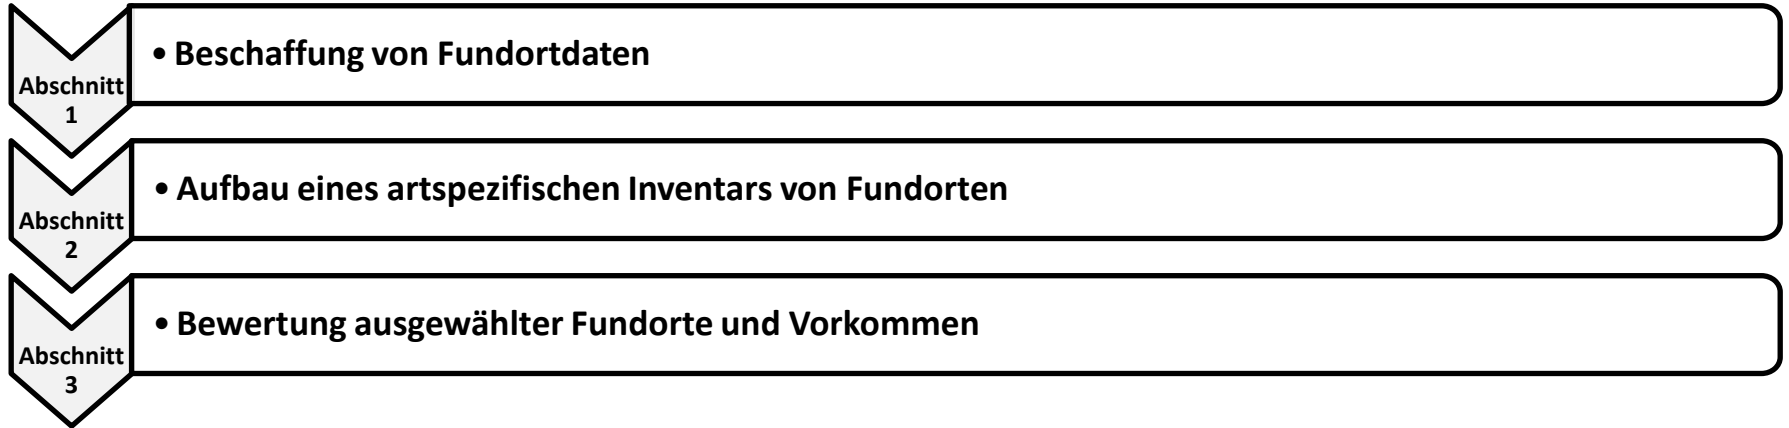 • Beschaffung von Fundortdaten
Abschnitt
1
• Aufbau eines artspezifischen Inventars von Fundorten
Abschnitt
2
• Bewertung ausgewählter Fundorte und Vorkommen
Abschnitt
3